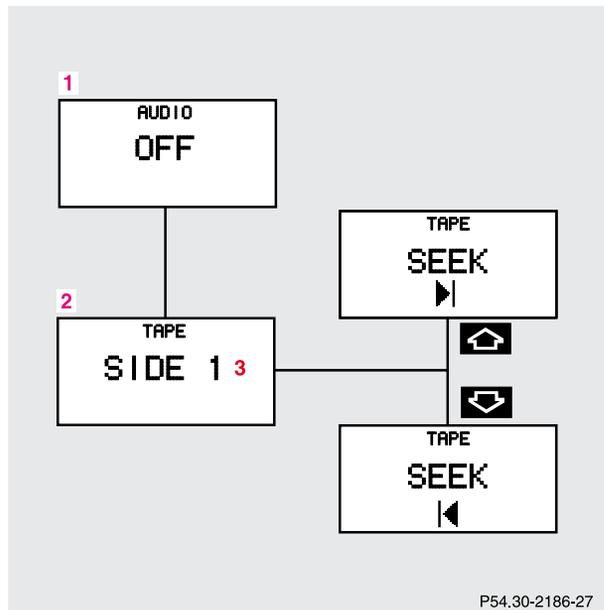 1
AUDIO
OFF
TAPE
SEEK
2
TAPE
SIDE 1 3
TAPE
SEEK
P54.30-2186-27